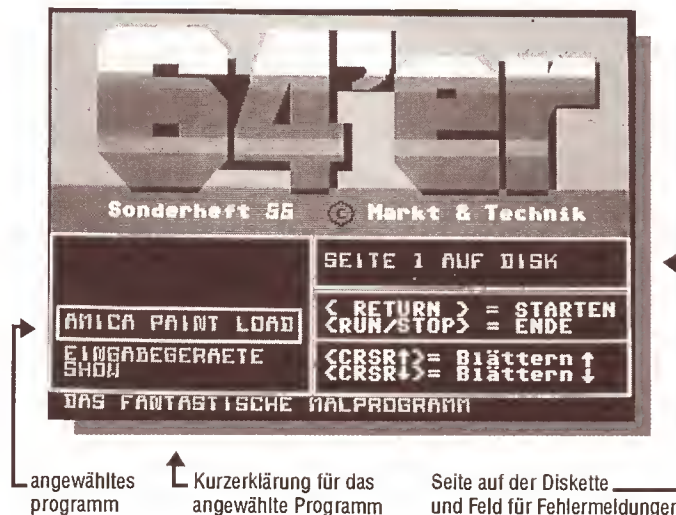 64'er
Sonderheft 55 © Markt & Technik
SEITE 1 AUF DISK
AMICA PAINT LOAD
EINGABEGERAETE
SHOW
< RETURN > = STARTEN
<RUN/STOP> = ENDE
<CRSR↑>= Blättern ↑
<CRSR↓>= Blättern ↓
DAS FANTASTISCHE MALPROGRAMM
angewähltes
programm
Kurzerklärung für das
angewählte Programm
Seite auf der Diskette
und Feld für Fehlermeldungen